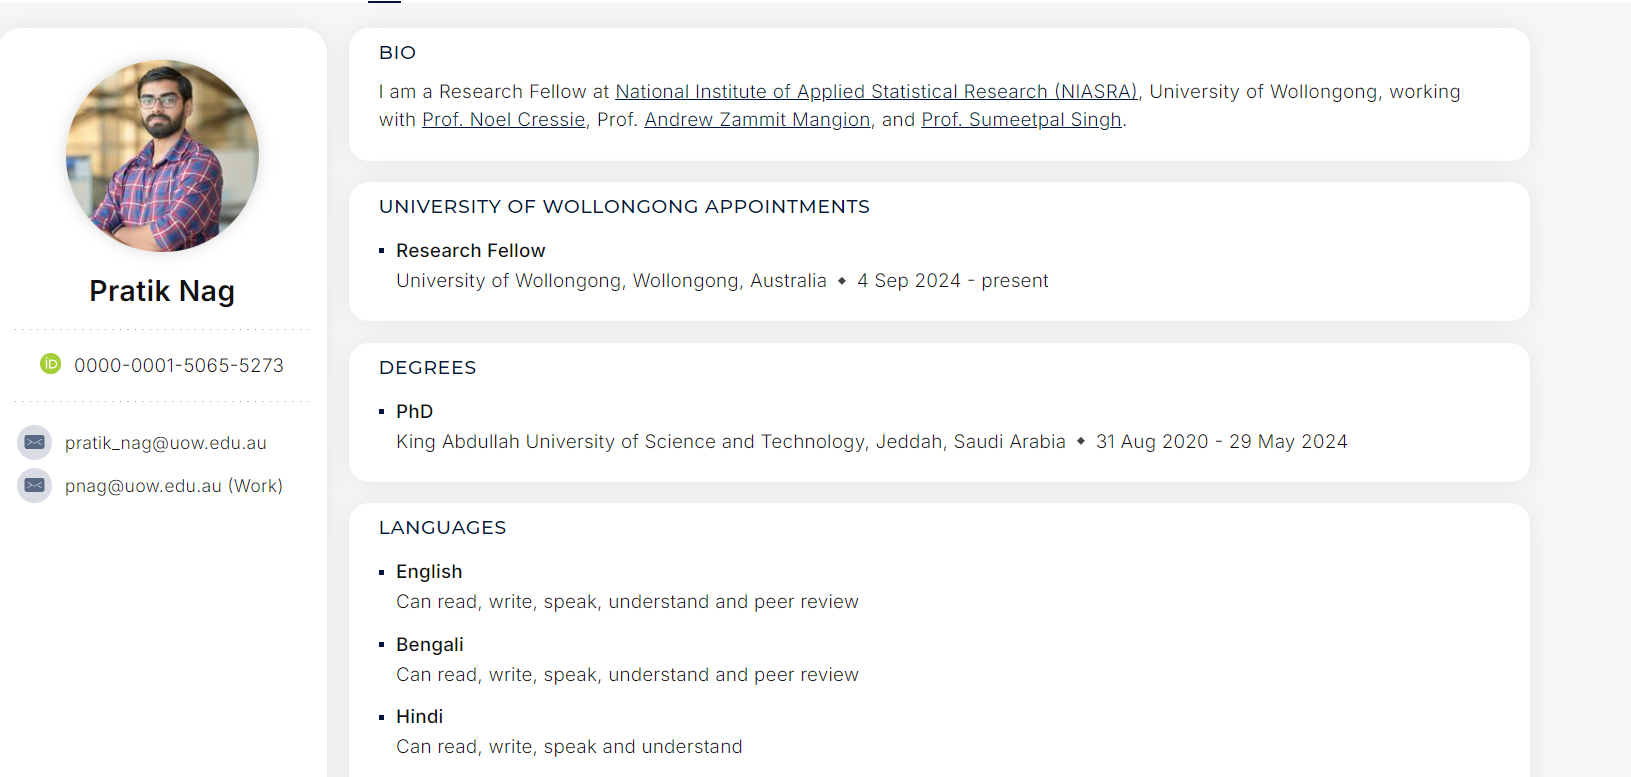 Pratik Nag
0000-0001-5065-5273
pratik_nag@uow.edu.au
pnag@uow.edu.au (Work)
BIO
I am a Research Fellow at National Institute of Applied Statistical Research (NIASRA), University of Wollongong, working
with Prof. Noel Cressie, Prof. Andrew Zammit Mangion, and Prof. Sumeetpal Singh.
UNIVERSITY OF WOLLONGONG APPOINTMENTS
Research Fellow
University of Wollongong, Wollongong, Australia ◆ 4 Sep 2024 - present
DEGREES
PhD
King Abdullah University of Science and Technology, Jeddah, Saudi Arabia ◆ 31 Aug 2020 - 29 May 2024
LANGUAGES
English
Can read, write, speak, understand and peer review
Bengali
Can read, write, speak, understand and peer review
Hindi
Can read, write, speak and understand